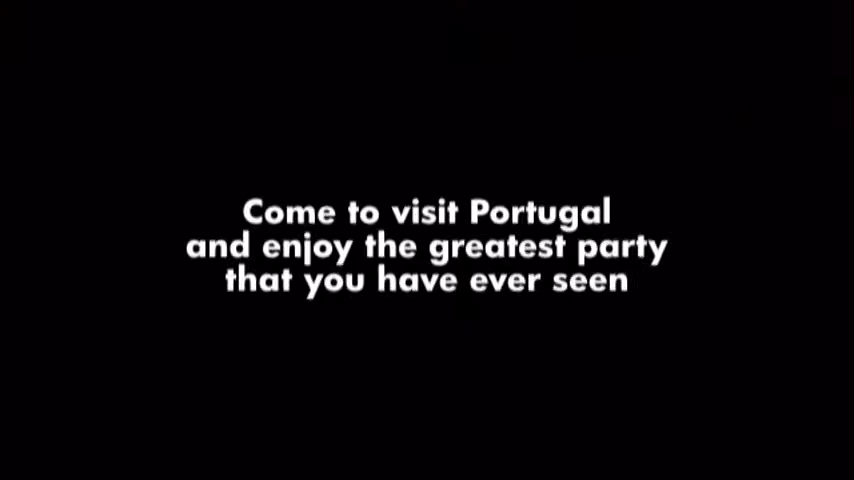 Come to visit Portugal
and enjoy the greatest party
that you have ever seen